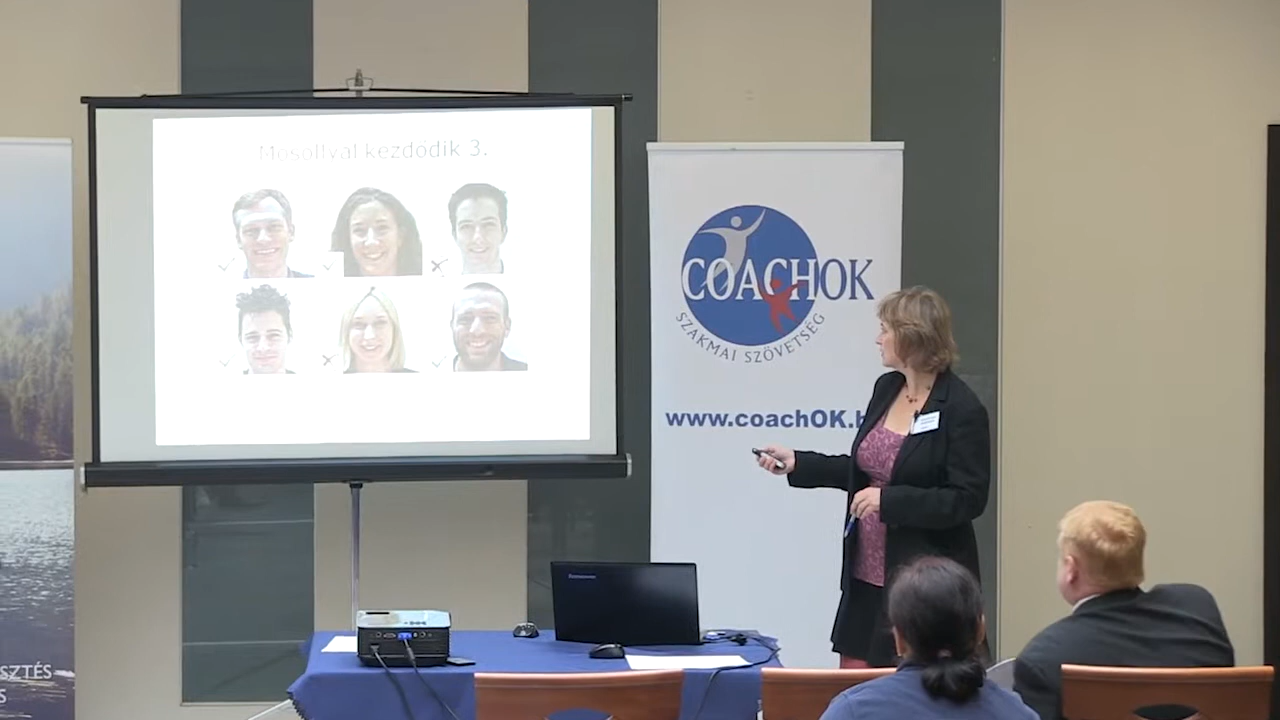 Mosollyal kezdődik 3.
COACHOK
SZAKMAI SZÖVETSÉG
www.coachOK.h
SZTÉS
S